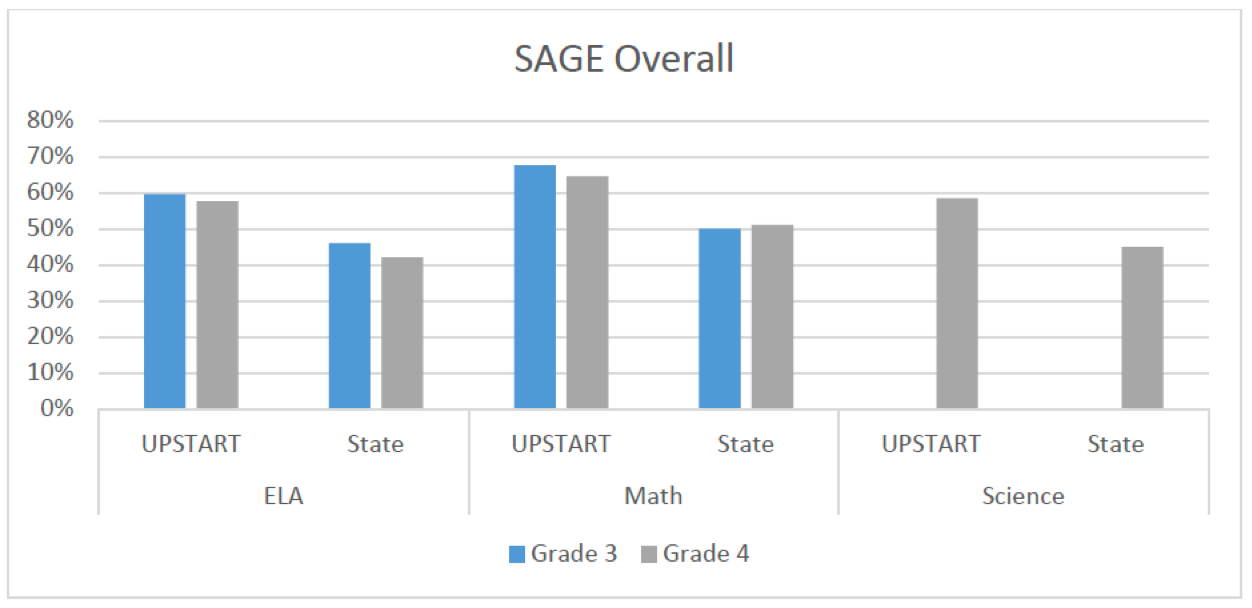 SAGE Overall
80%
70%
60%
50%
40%
30%
20%
10%
0%
UPSTART State UPSTART State UPSTART State
ELA Math Science
Grade 3 Grade 4